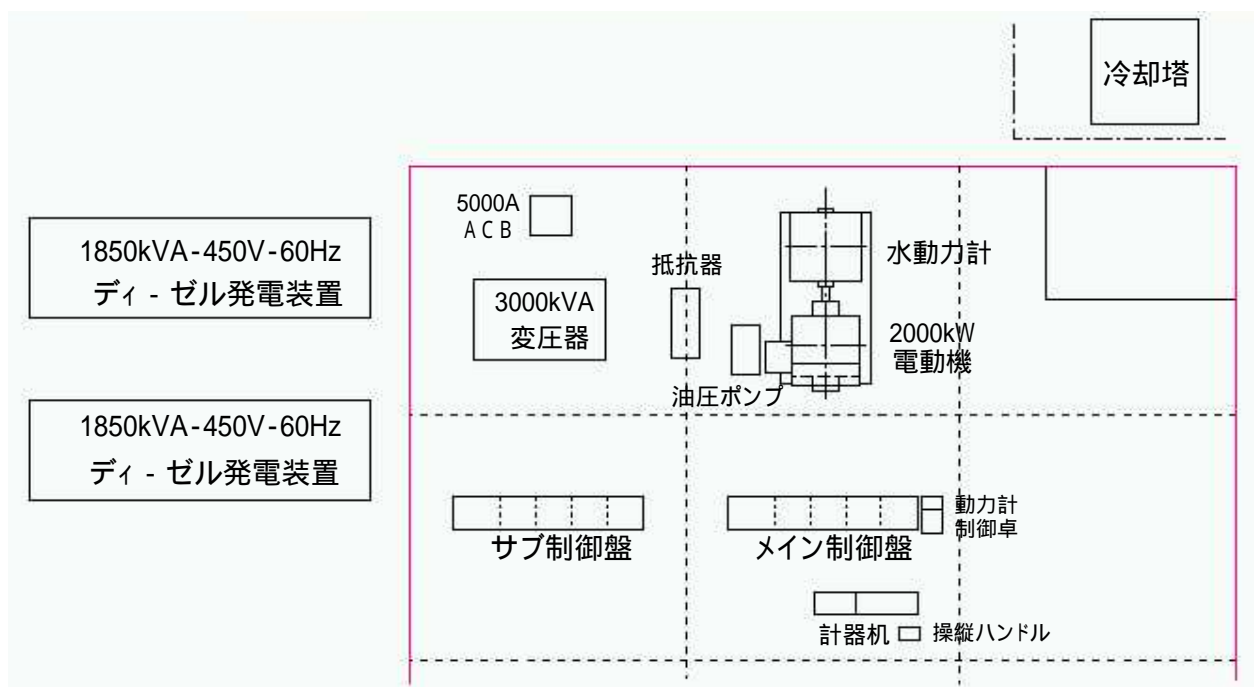 冷却塔
5000A
ACB
1850kVA-450V-60Hz
ディ-ゼル発電装置
抵抗器
水動力計
3000kVA
変圧器
2000kW
電動機
油圧ポンプ
1850kVA-450V-60Hz
ディ-ゼル発電装置
サブ制御盤
メイン制御盤
動力計
制御卓
計器机
操縦ハンドル